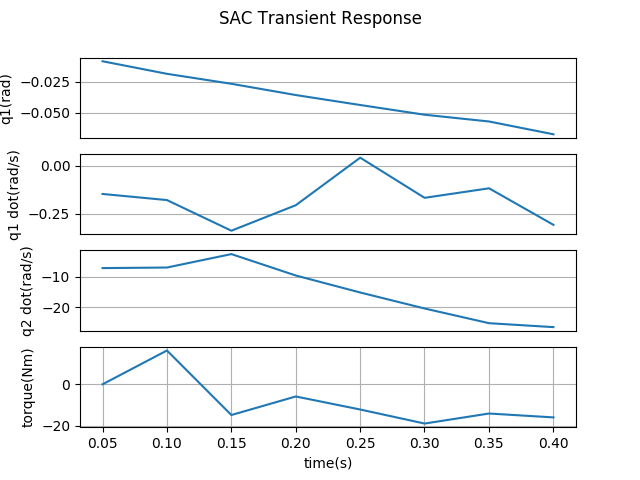 SAC Transient Response
q1(rad)
−0.025
−0.050
q1 dot(rad/s)
0.00
−0.25
q2 dot(rad/s)
−10
−20
torque(Nm)
0
−20
0.05 0.10 0.15 0.20 0.25 0.30 0.35 0.40
time(s)